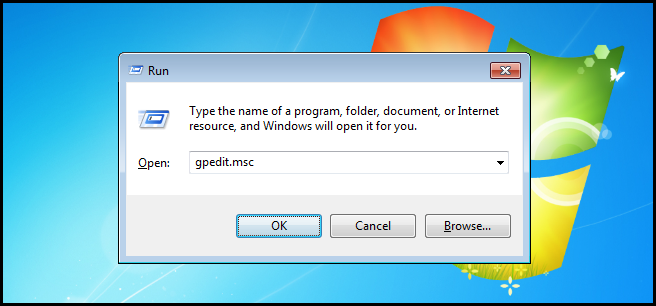 Run
Type the name of a program, folder, document, or Internet
resource, and Windows will open it for you.
Open: gpedit.msc
OK Cancel Browse...